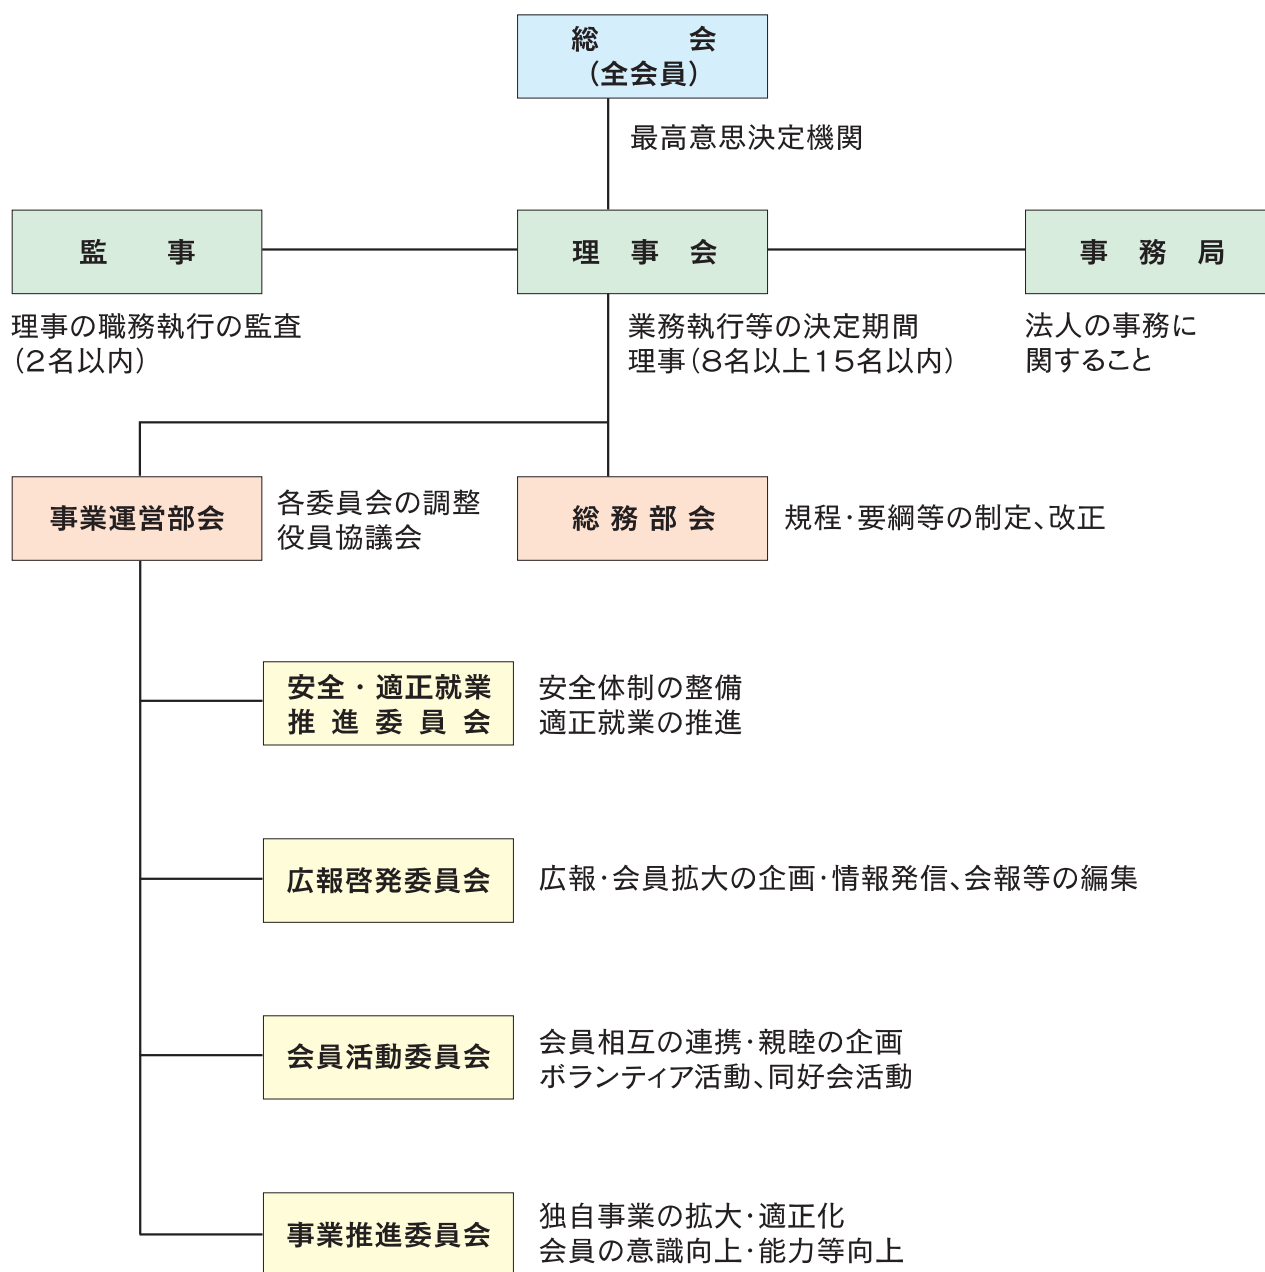 総　　　会
（全会員）
最高意思決定機関
監　　事
理　事　会
事　務　局
理事の職務執行の監査
（2名以内）
業務執行等の決定期間
理事（8名以上15名以内）
法人の事務に
関すること
事業運営部会
各委員会の調整
役員協議会
総 務 部 会
規程・要綱等の制定、改正
安全・適正就業
推 進 委 員 会
安全体制の整備
適正就業の推進
広報啓発委員会
広報・会員拡大の企画・情報発信、会報等の編集
会員活動委員会
会員相互の連携・親睦の企画
ボランティア活動、同好会活動
事業推進委員会
独自事業の拡大・適正化
会員の意識向上・能力等向上